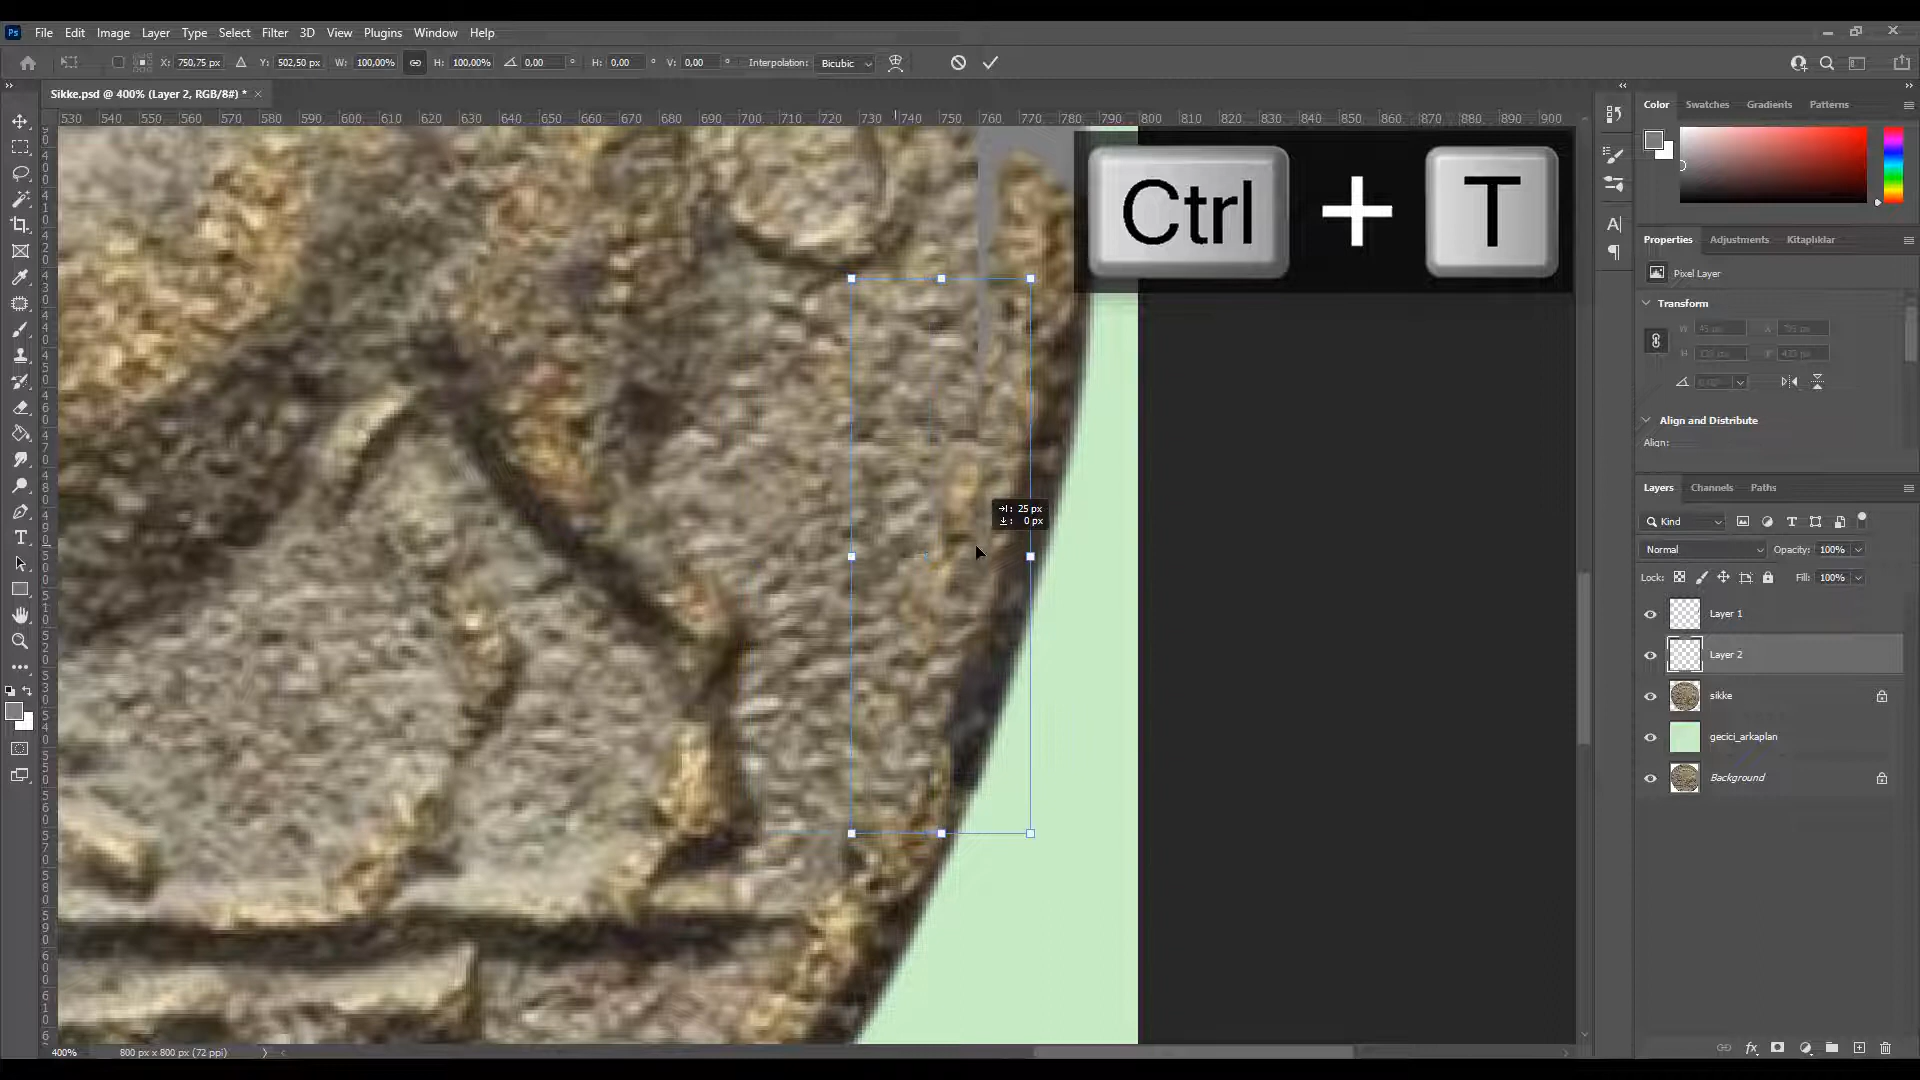 Ps File Edit Image Layer Type Select Filter 3D View Plugins Window Help
X: 750,75 px Y: 502,50 px W: 100,00% H: 100,00% 0,00 ° H: 0,00 ° V: 0,00 ° Interpolation: Bicubic
Sikke.psd @ 400% (Layer 2, RGB/8#) *
530 540 550 560 570 580 590 600 610 620 630 640 650 660 670 680 690 700 710 720 730 740 750 760 770 780 790 800 810 820 830 840 850 860 870 880 890 900
Ctrl + T
25 px
0 px
Color Swatches Gradients Patterns
Properties Adjustments Kitaplıklar
Pixel Layer
Transform
Align and Distribute
Align:
Layers Channels Paths
Kind
Normal Opacity: 100%
Lock: Fill: 100%
Layer 1
Layer 2
sikke
gecici_arkaplan
Background
400% 800 px x 800 px (72 ppi)